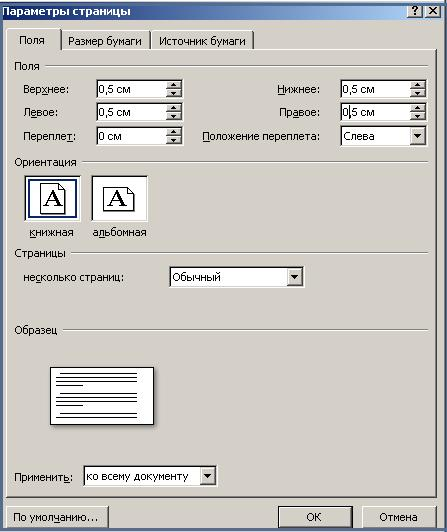 Параметры страницы
Поля
Размер бумаги
Источник бумаги
Поля
Верхнее: 0,5 см Нижнее: 0,5 см
Левое: 0,5 см Правое: 0,5 см
Переплет: 0 см Положение переплета: Слева
Ориентация
A A
книжная альбомная
Страницы
несколько страниц: Обычный
Образец
Применить: ко всему документу
По умолчанию... ОК Отмена